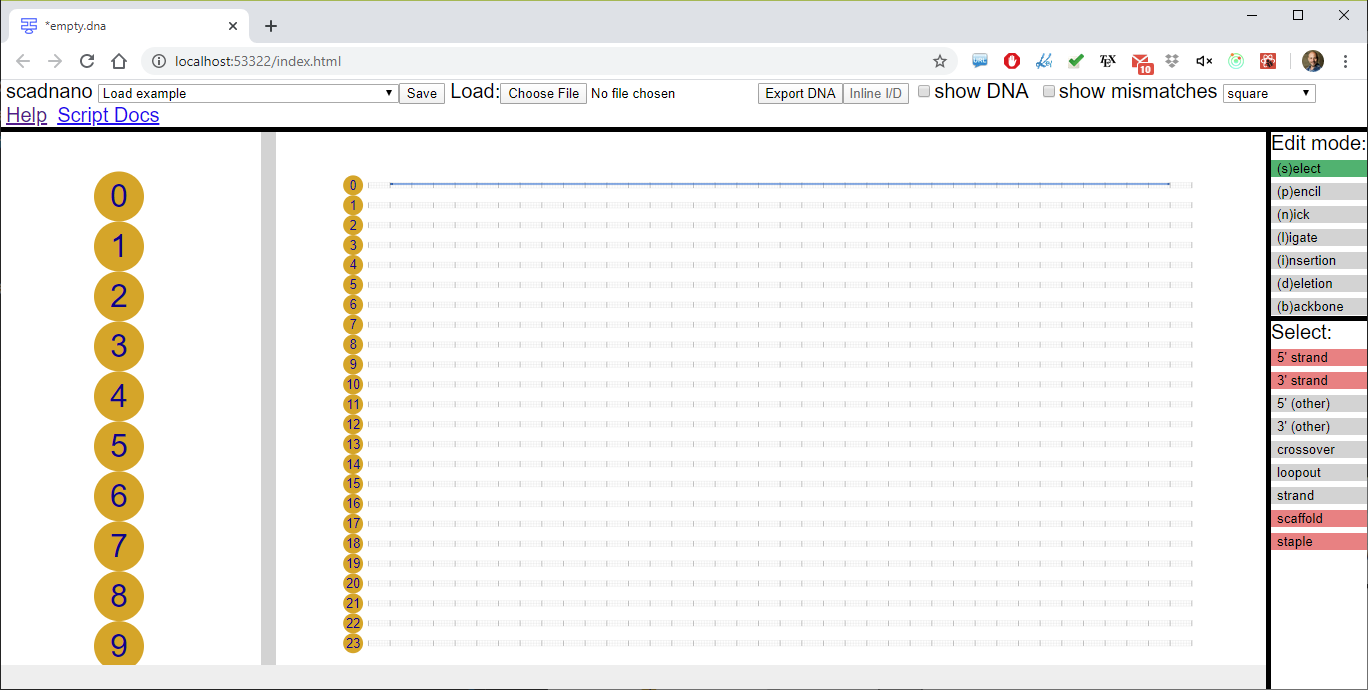 *empty.dna
localhost:53322/index.html
URL
TEX
10
scadnano Load example Save Load: Choose File No file chosen Export DNA Inline I/D show DNA show mismatches square
Help Script Docs
0
1
2
3
4
5
6
7
8
9
0
1
2
3
4
5
6
7
8
9
10
11
12
13
14
15
16
17
18
19
20
21
22
23
Edit mode:
(s)elect
(p)encil
(n)ick
(l)igate
(i)nsertion
(d)eletion
(b)ackbone
Select:
5' strand
3' strand
5' (other)
3' (other)
crossover
loopout
strand
scaffold
staple